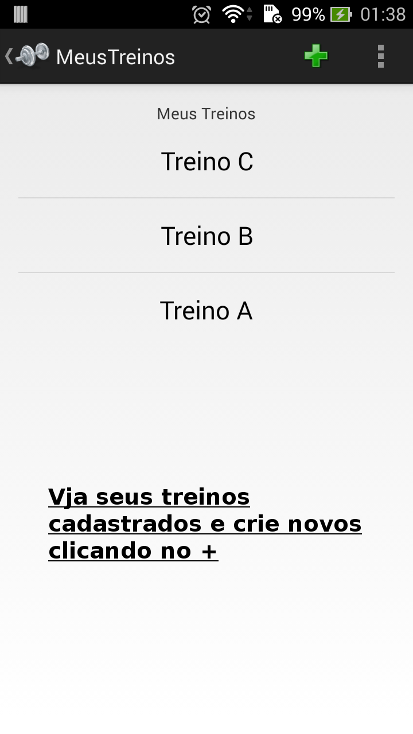 99% 01:38
MeusTreinos
Meus Treinos
Treino C
Treino B
Treino A
Vja seus treinos
cadastrados e crie novos
clicando no +